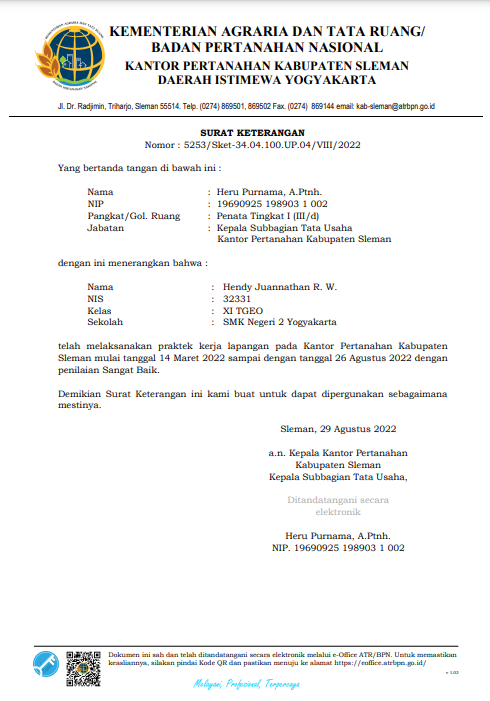 KEMENTERIAN AGRARIA DAN TATA RUANG/
BADAN PERTANAHAN NASIONAL
KANTOR PERTANAHAN KABUPATEN SLEMAN
DAERAH ISTIMEWA YOGYAKARTA
Jl. Dr. Radjimin, Triharjo, Sleman 55514. Telp. (0274) 869501, 869502 Fax. (0274) 869144 email: kab-sleman@atrbpn.go.id
SURAT KETERANGAN
Nomor : 5253/Sket-34.04.100.UP.04/VIII/2022
Yang bertanda tangan di bawah ini :
Nama : Heru Purnama, A.Ptnh.
NIP : 19690925 198903 1 002
Pangkat/Gol. Ruang : Penata Tingkat I (III/d)
Jabatan : Kepala Subbagian Tata Usaha
Kantor Pertanahan Kabupaten Sleman
dengan ini menerangkan bahwa :
Nama : Hendy Juannathan R. W.
NIS : 32331
Kelas : XI TGEO
Sekolah : SMK Negeri 2 Yogyakarta
telah melaksanakan praktek kerja lapangan pada Kantor Pertanahan Kabupaten
Sleman mulai tanggal 14 Maret 2022 sampai dengan tanggal 26 Agustus 2022 dengan
penilaian Sangat Baik.
Demikian Surat Keterangan ini kami buat untuk dapat dipergunakan sebagaimana
mestinya.
Sleman, 29 Agustus 2022
a.n. Kepala Kantor Pertanahan
Kabupaten Sleman
Kepala Subbagian Tata Usaha,
Ditandatangani secara
elektronik
Heru Purnama, A.Ptnh.
NIP. 19690925 198903 1 002
Dokumen ini sah dan telah ditandatangani secara elektronik melalui e-Office ATR/BPN. Untuk memastikan
keasliannya, silakan pindai Kode QR dan pastikan menuju ke alamat https://eoffice.atrbpn.go.id/
v 1.03
Melayani, Profesional, Terpercaya